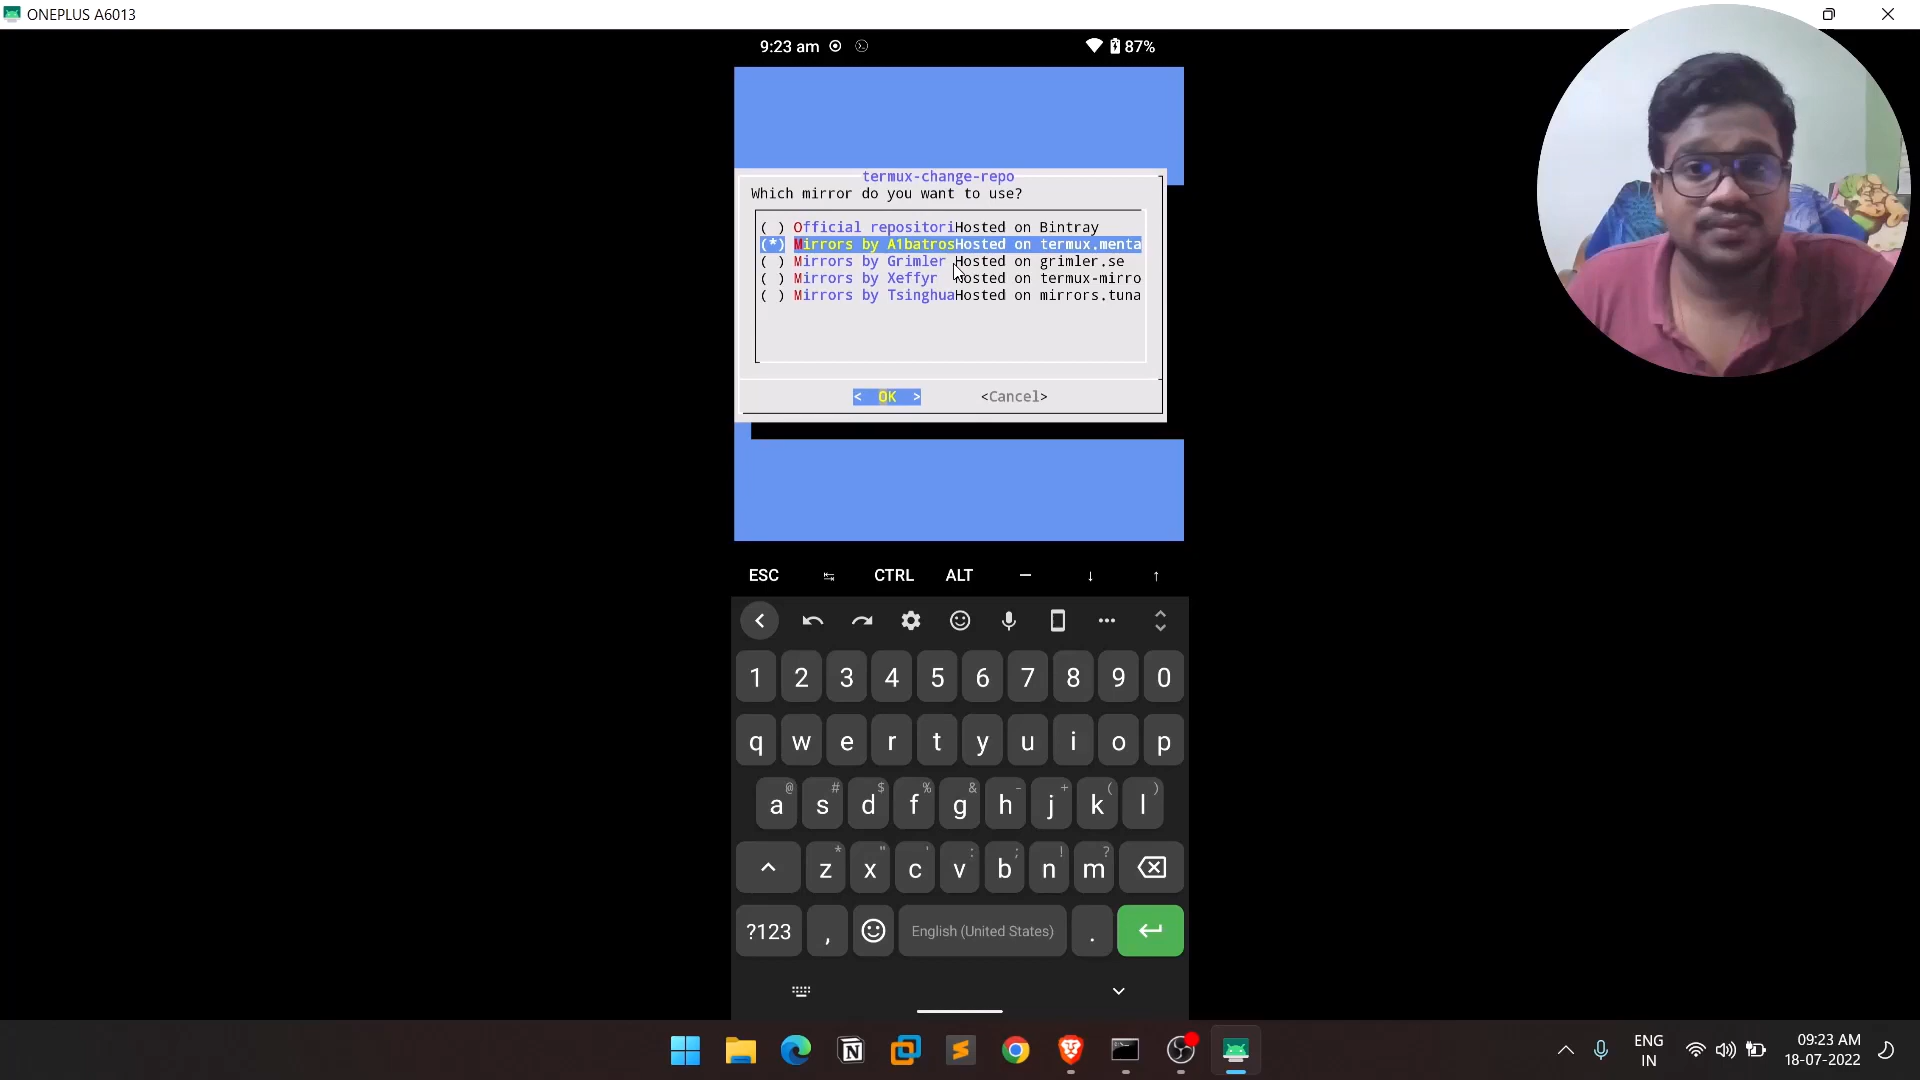 ONEPLUS A6013
9:23 am 87%
termux-change-repo
Which mirror do you want to use?
( ) Official repositoriHosted on Bintray
(*) Mirrors by A1batrosHosted on termux.menta
( ) Mirrors by Grimler Hosted on grimler.se
( ) Mirrors by Xeffyr Hosted on termux-mirro
( ) Mirrors by TsinghuaHosted on mirrors.tuna
< OK > <Cancel>
ESC ↹ CTRL ALT – ↓ ↑
1 2 3 4 5 6 7 8 9 0
q w e r t y u i o p
@ # $ % & - + ( )
a s d f g h j k l
* " ' : ; ! ?
z x c v b n m
?123 , English (United States) .
ENG
IN
09:23 AM
18-07-2022